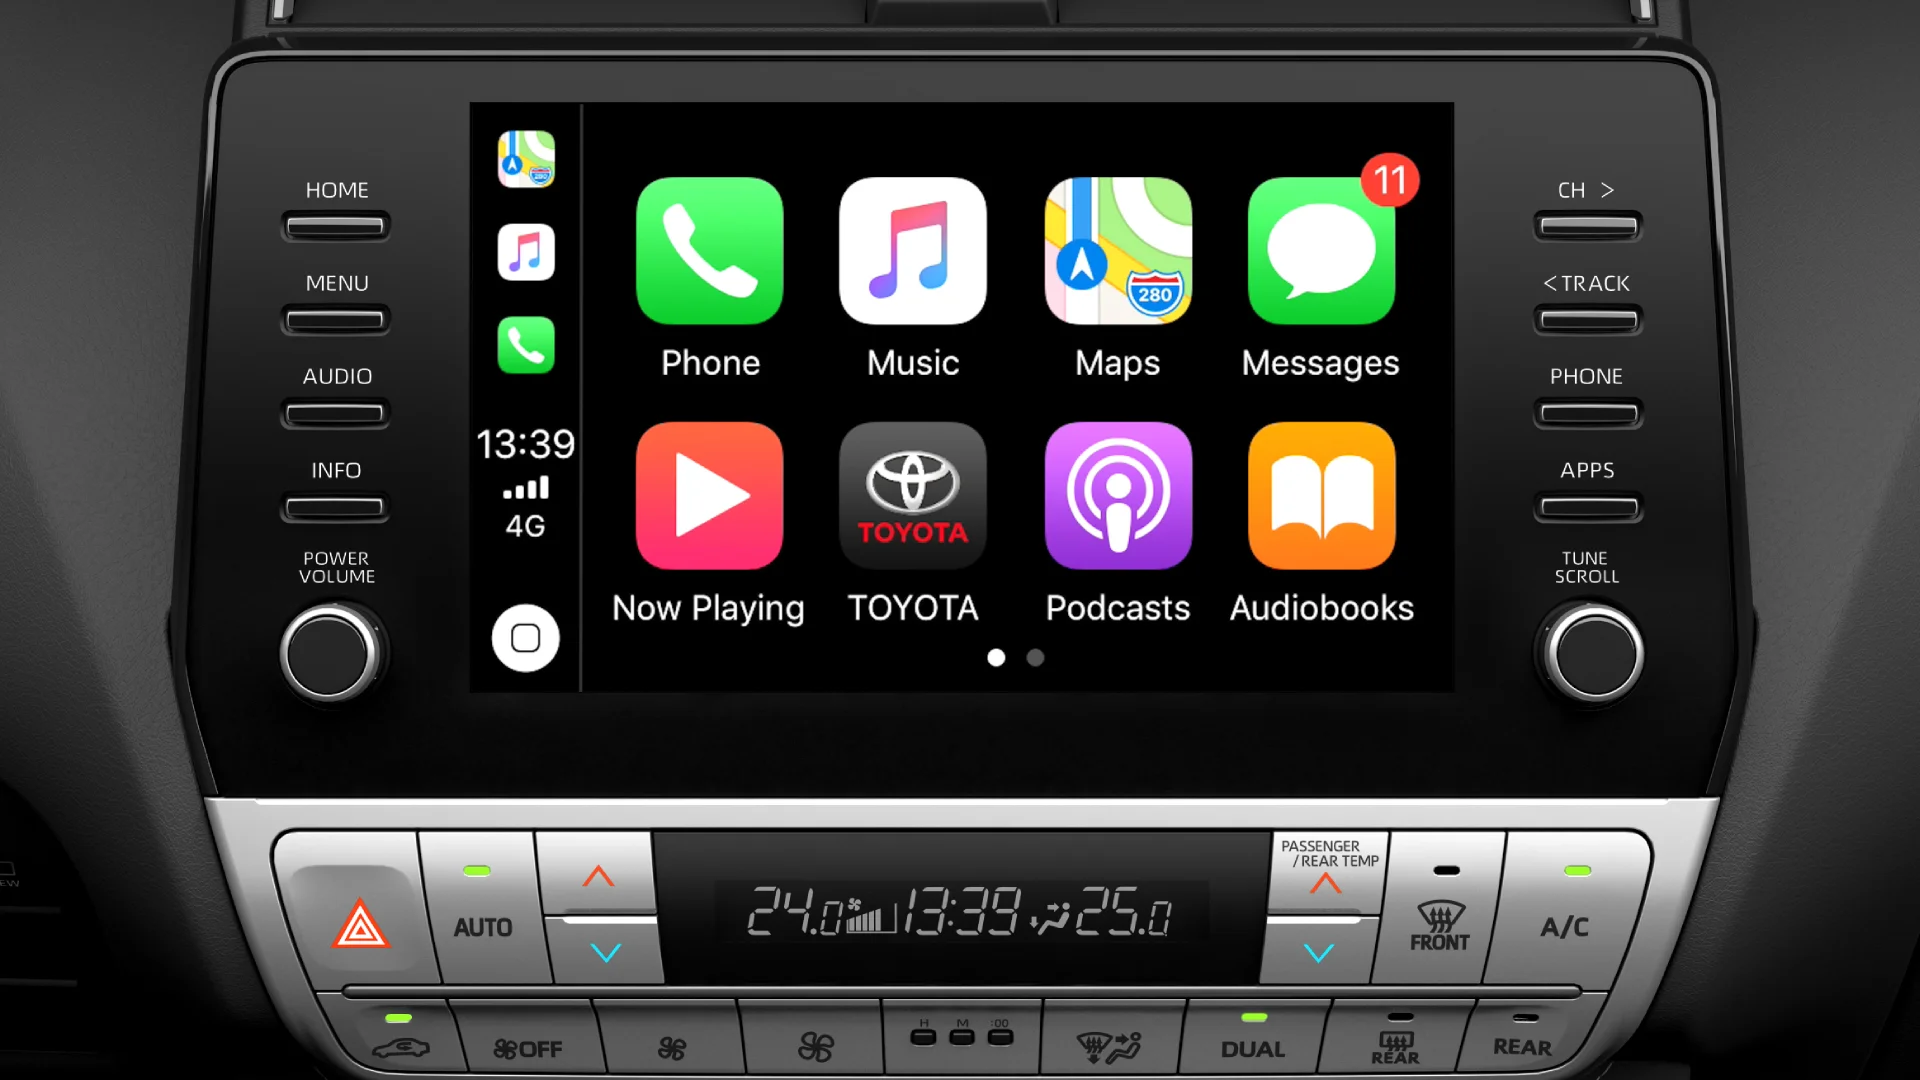 HOME
MENU
AUDIO
INFO
POWER
VOLUME
280
13:39
4G
Phone
Music
280
Maps
11
Messages
Now Playing
TOYOTA
TOYOTA
Podcasts
Audiobooks
CH >
< TRACK
PHONE
APPS
TUNE
SCROLL
AUTO
24.0
13:39
25.0
PASSENGER
/REAR TEMP
FRONT
A/C
OFF
H M :00
DUAL
REAR
REAR